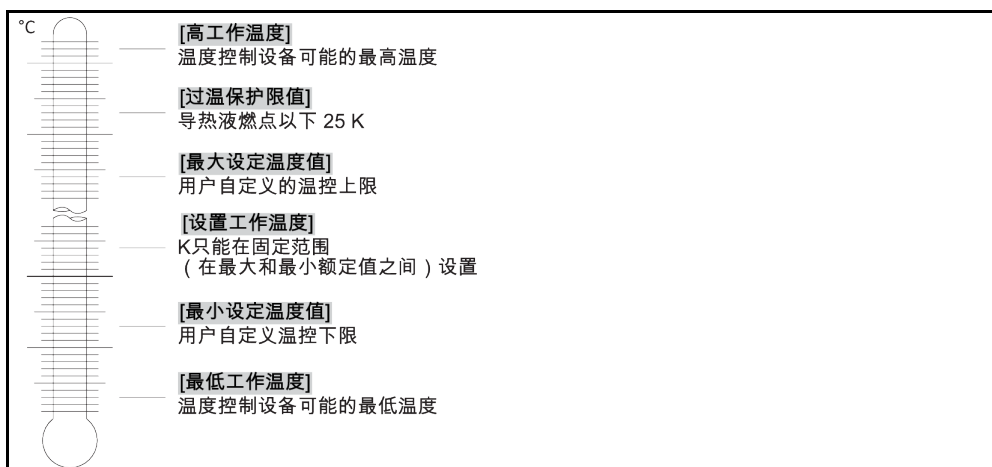 °C
[高工作温度]
温度控制设备可能的最高温度
[过温保护限值]
导热液燃点以下 25 K
[最大设定温度值]
用户自定义的温控上限
[设置工作温度]
K只能在固定范围
（在最大和最小额定值之间）设置
[最小设定温度值]
用户自定义温控下限
[最低工作温度]
温度控制设备可能的最低温度